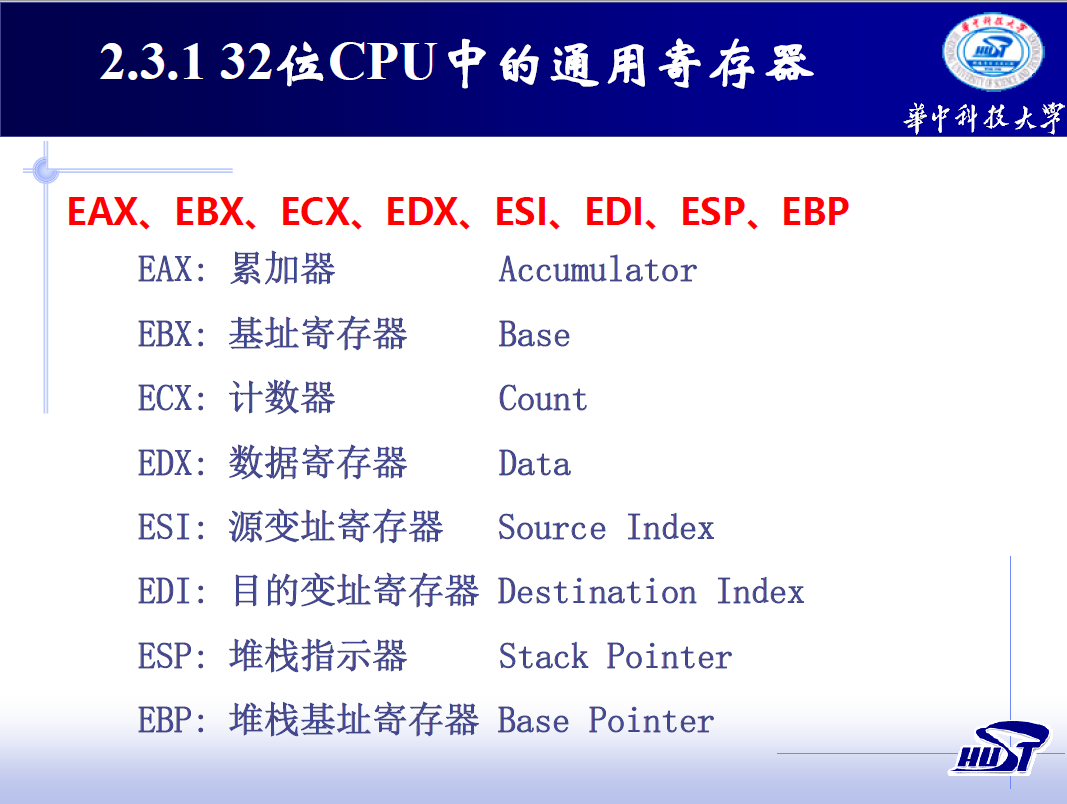 2.3.1 32位CPU中的通用寄存器
華中科技大學
EAX、EBX、ECX、EDX、ESI、EDI、ESP、EBP
EAX: 累加器 Accumulator
EBX: 基址寄存器 Base
ECX: 计数器 Count
EDX: 数据寄存器 Data
ESI: 源变址寄存器 Source Index
EDI: 目的变址寄存器 Destination Index
ESP: 堆栈指示器 Stack Pointer
EBP: 堆栈基址寄存器 Base Pointer
HUST